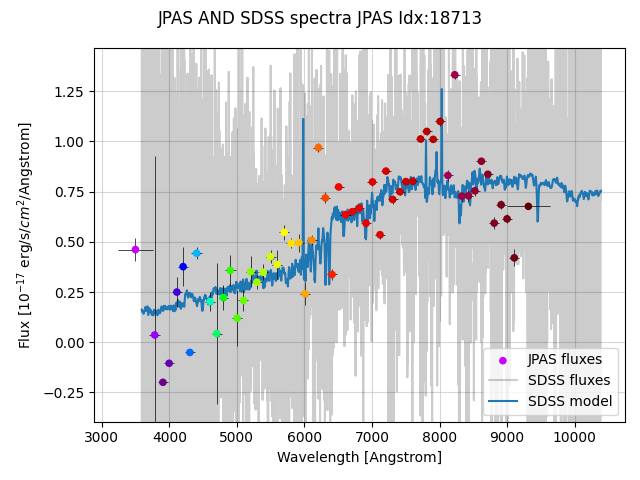 JPAS AND SDSS spectra JPAS Idx:18713
Flux [10⁻¹⁷ erg/s/cm²/Angstrom]
1.25
1.00
0.75
0.50
0.25
0.00
−0.25
JPAS fluxes
SDSS fluxes
SDSS model
3000 4000 5000 6000 7000 8000 9000 10000
Wavelength [Angstrom]